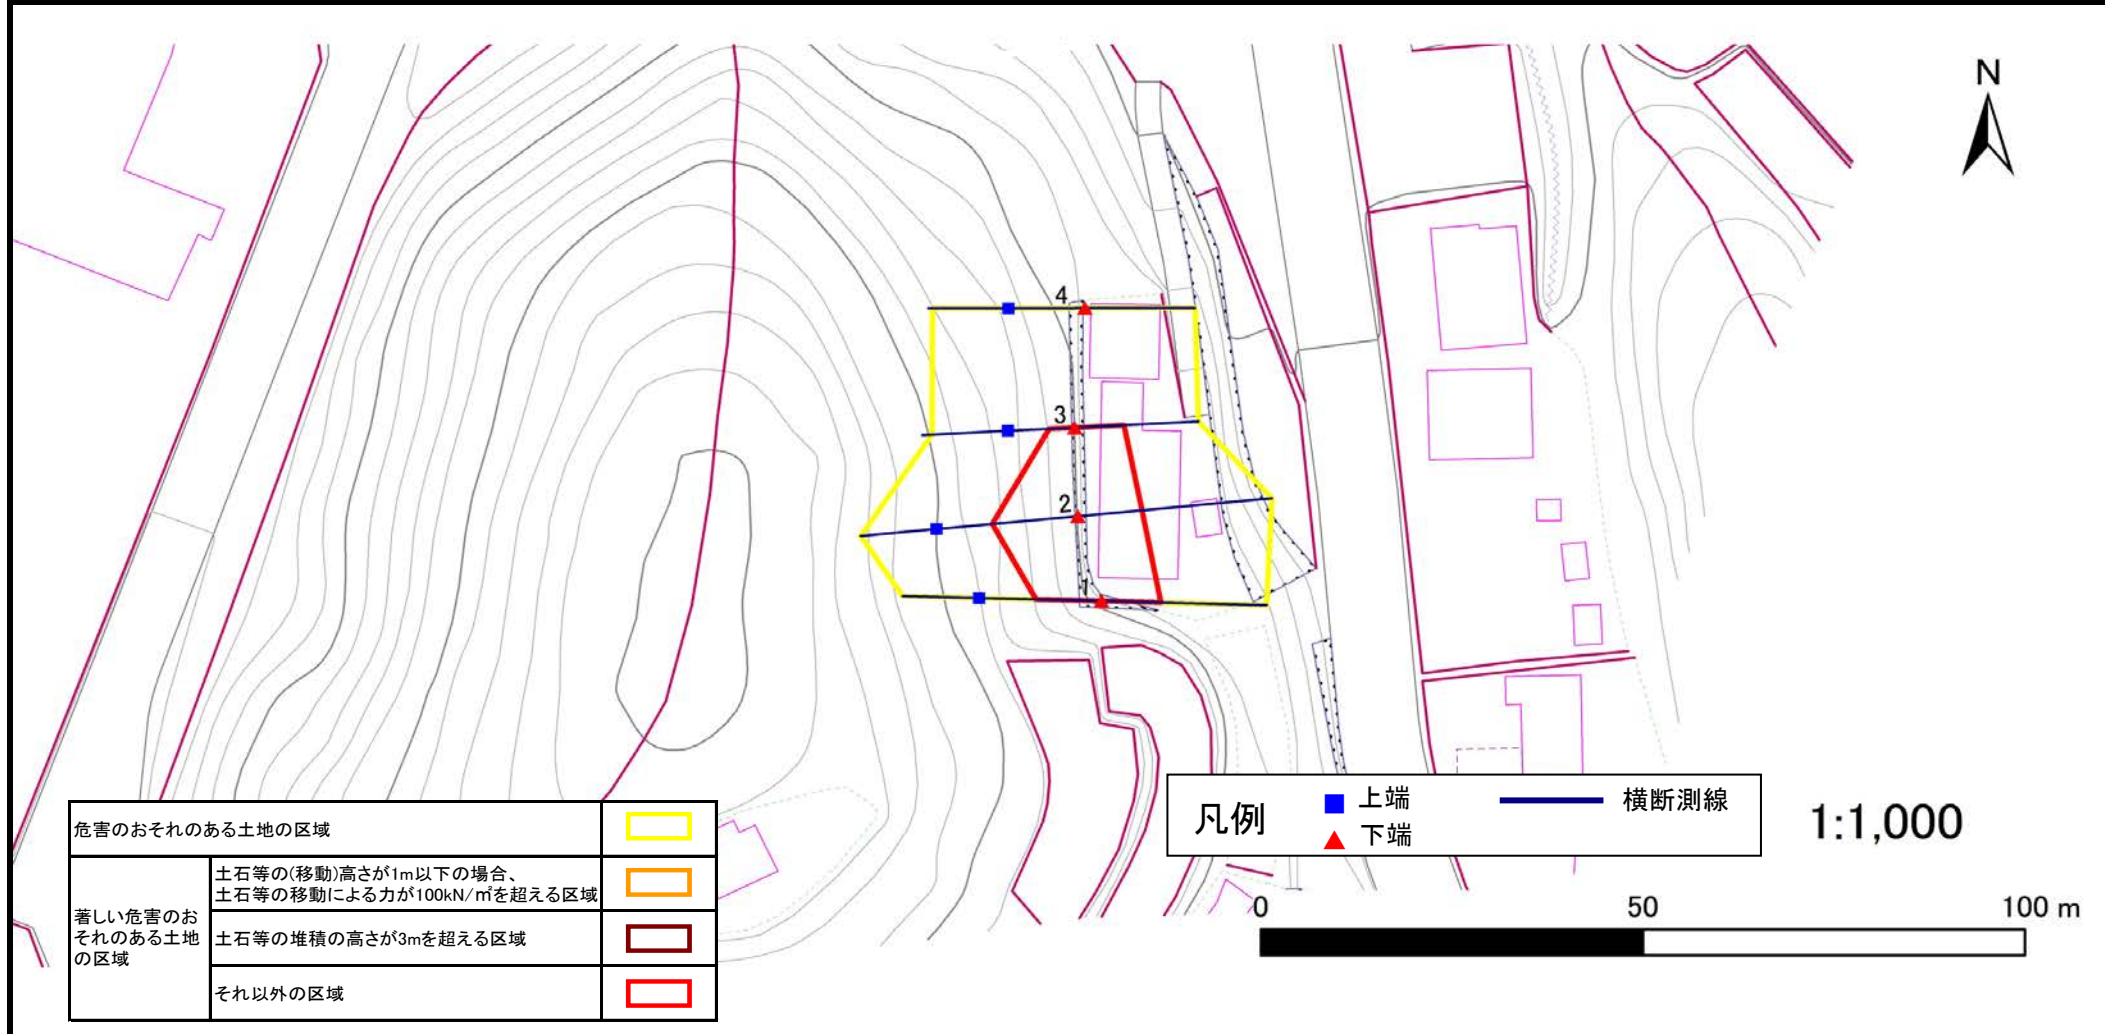 N
4
3
2
1
危害のおそれのある土地の区域
著しい危害のお
それのある土地
の区域
土石等の(移動)高さが1m以下の場合、
土石等の移動による力が100kN/㎡を超える区域
土石等の堆積の高さが3mを超える区域
それ以外の区域
凡例
上端
下端
横断測線
1:1,000
0 50 100 m